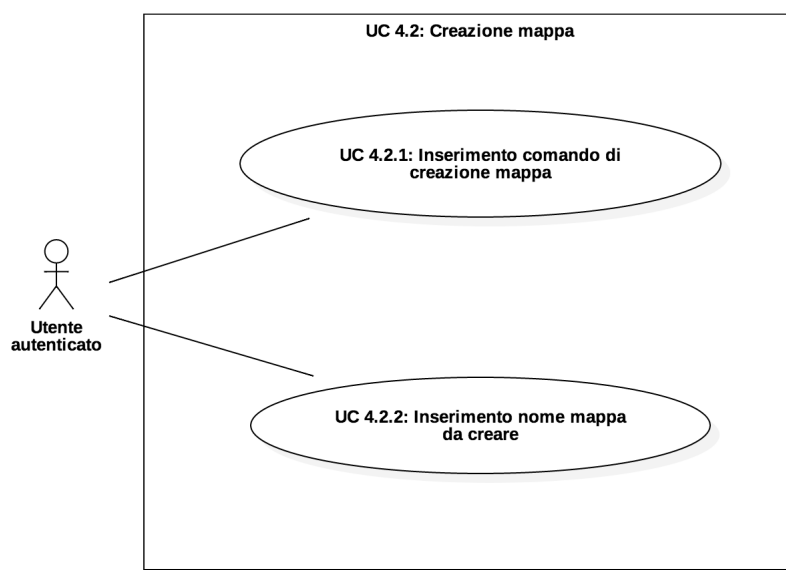 UC 4.2: Creazione mappa
UC 4.2.1: Inserimento comando di
creazione mappa
Utente
autenticato
UC 4.2.2: Inserimento nome mappa
da creare